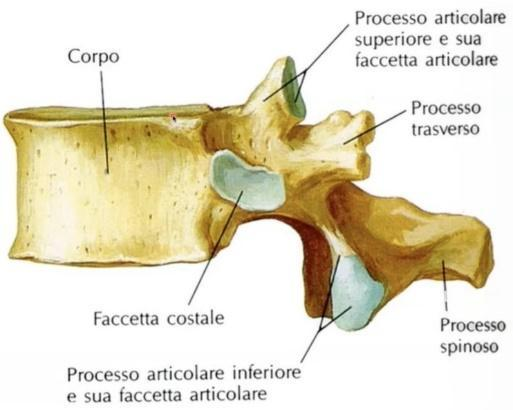 Processo articolare
superiore e sua
faccetta articolare
Corpo
Processo
trasverso
Faccetta costale
Processo
spinoso
Processo articolare inferiore
e sua faccetta articolare